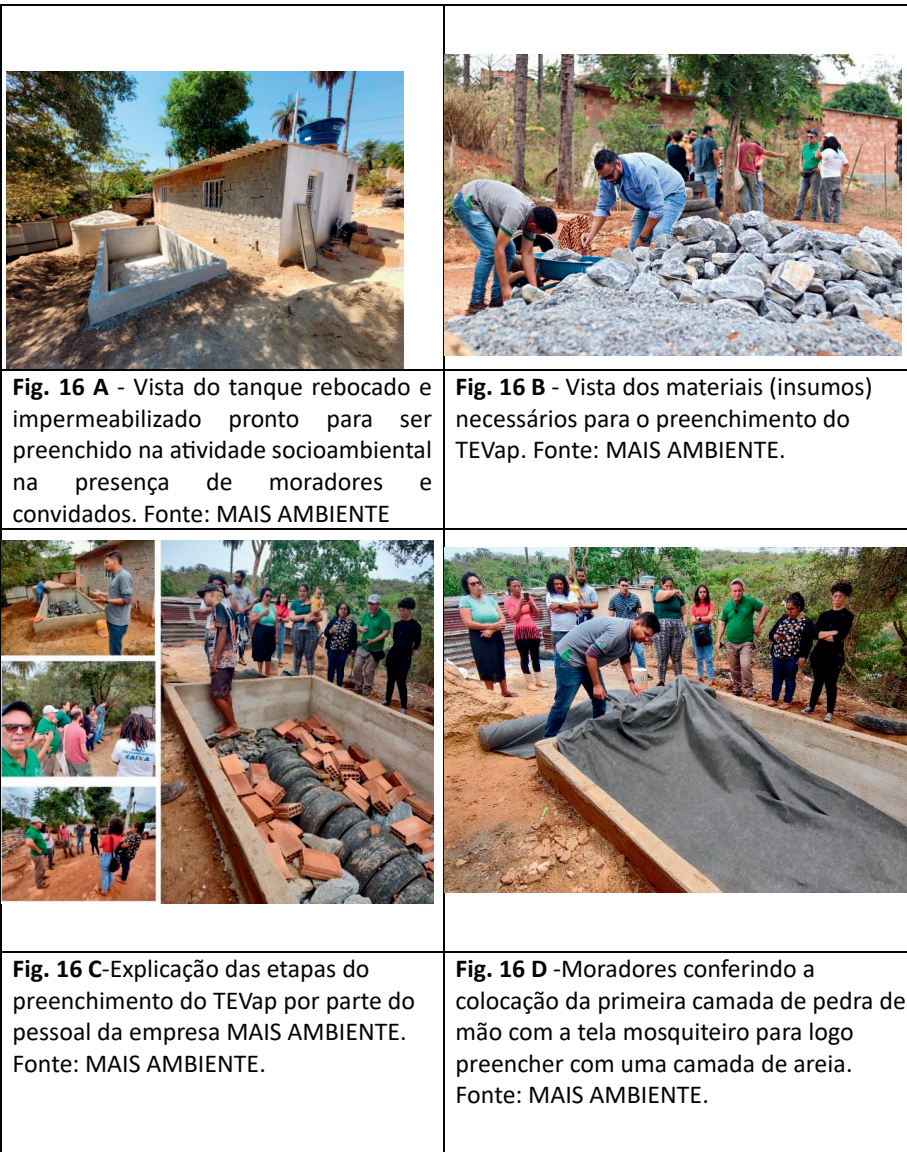 Fig. 16 A - Vista do tanque rebocado e
impermeabilizado pronto para ser
preenchido na atividade socioambiental
na presença de moradores e
convidados. Fonte: MAIS AMBIENTE
Fig. 16 B - Vista dos materiais (insumos)
necessários para o preenchimento do
TEVap. Fonte: MAIS AMBIENTE.
CAIXA
Fig. 16 C-Explicação das etapas do
preenchimento do TEVap por parte do
pessoal da empresa MAIS AMBIENTE.
Fonte: MAIS AMBIENTE.
Fig. 16 D -Moradores conferindo a
colocação da primeira camada de pedra de
mão com a tela mosquiteiro para logo
preencher com uma camada de areia.
Fonte: MAIS AMBIENTE.